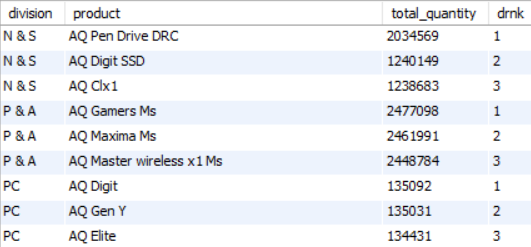 division product total_quantity drnk
N & S AQ Pen Drive DRC 2034569 1
N & S AQ Digit SSD 1240149 2
N & S AQ Clx1 1238683 3
P & A AQ Gamers Ms 2477098 1
P & A AQ Maxima Ms 2461991 2
P & A AQ Master wireless x1 Ms 2448784 3
PC AQ Digit 135092 1
PC AQ Gen Y 135031 2
PC AQ Elite 134431 3